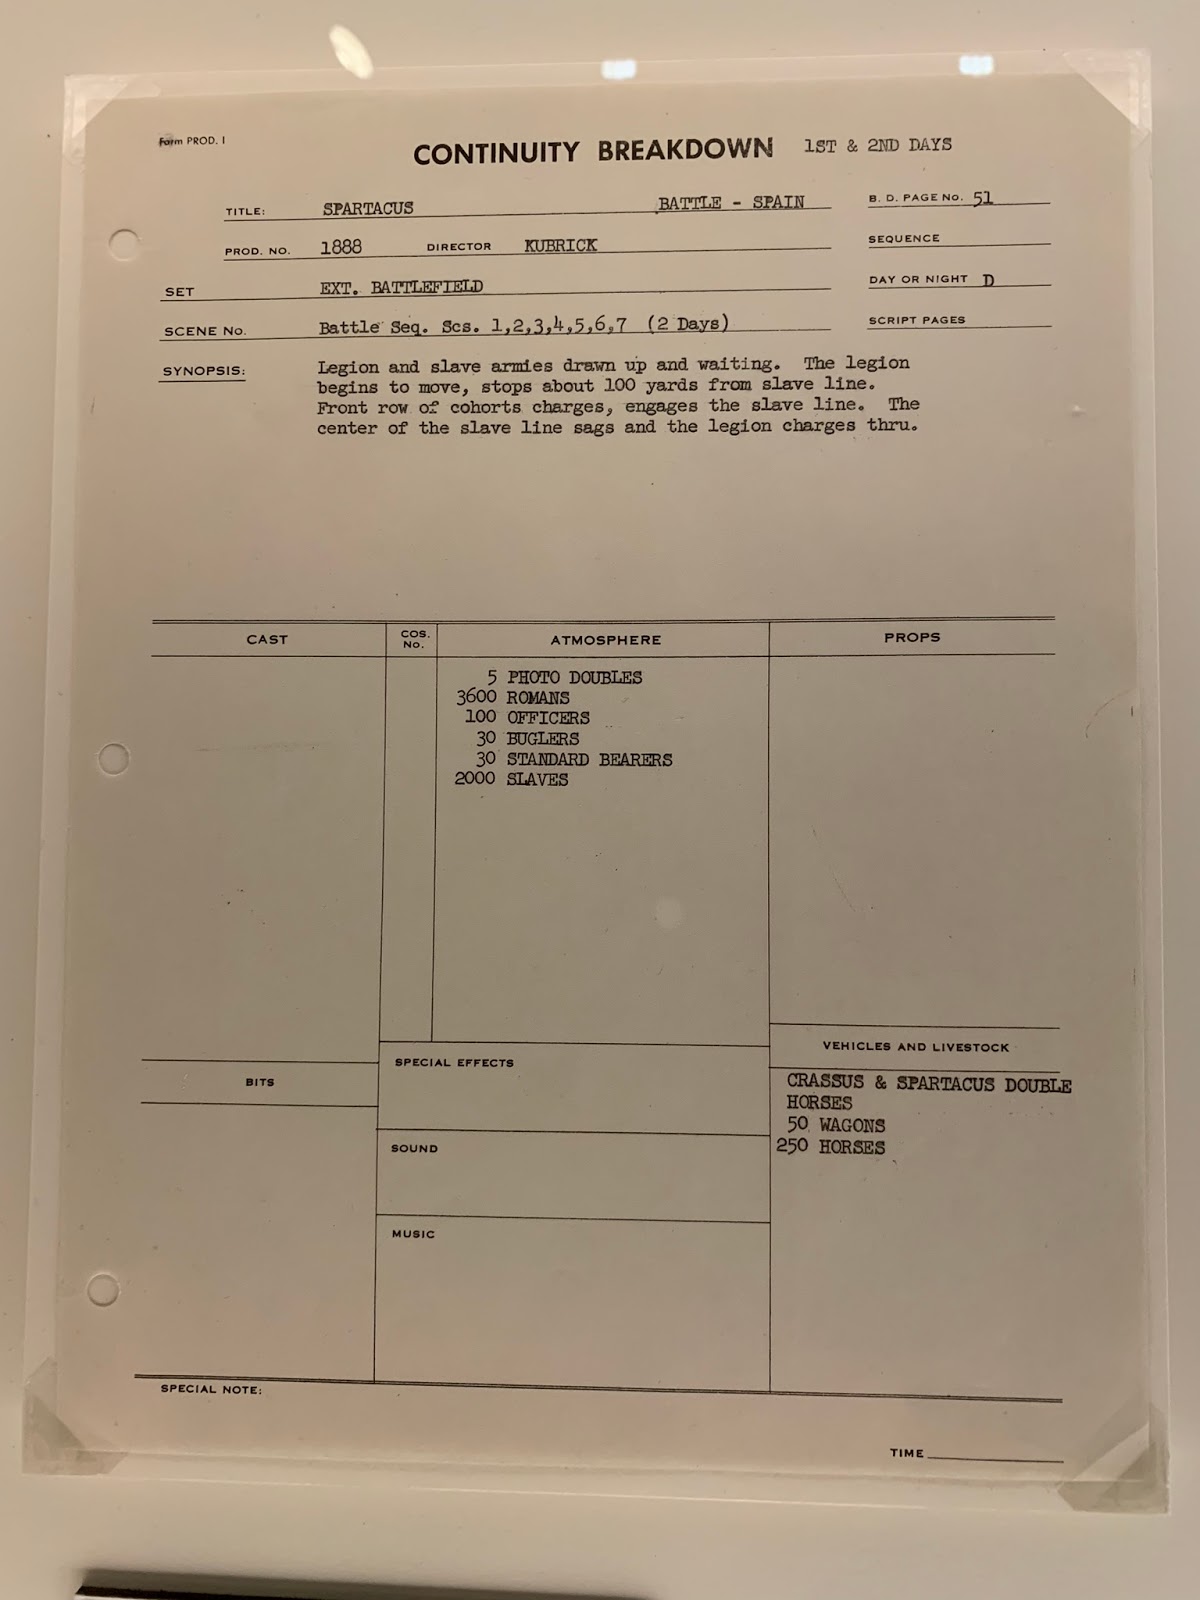 Form PROD. 1
CONTINUITY BREAKDOWN 1ST & 2ND DAYS
TITLE: SPARTACUS BATTLE - SPAIN B. D. PAGE No. 51
PROD. NO. 1888 DIRECTOR KUBRICK SEQUENCE
SET EXT. BATTLEFIELD DAY OR NIGHT D
SCENE No. Battle Seq. Scs. 1,2,3,4,5,6,7 (2 Days) SCRIPT PAGES
SYNOPSIS: Legion and slave armies drawn up and waiting. The legion
begins to move, stops about 100 yards from slave line.
Front row of cohorts charges, engages the slave line. The
center of the slave line sags and the legion charges thru.
CAST COS. No. ATMOSPHERE PROPS
5 PHOTO DOUBLES
3600 ROMANS
100 OFFICERS
30 BUGLERS
30 STANDARD BEARERS
2000 SLAVES
VEHICLES AND LIVESTOCK
CRASSUS & SPARTACUS DOUBLE
HORSES
50 WAGONS
250 HORSES
BITS
SPECIAL EFFECTS
SOUND
MUSIC
SPECIAL NOTE:
TIME